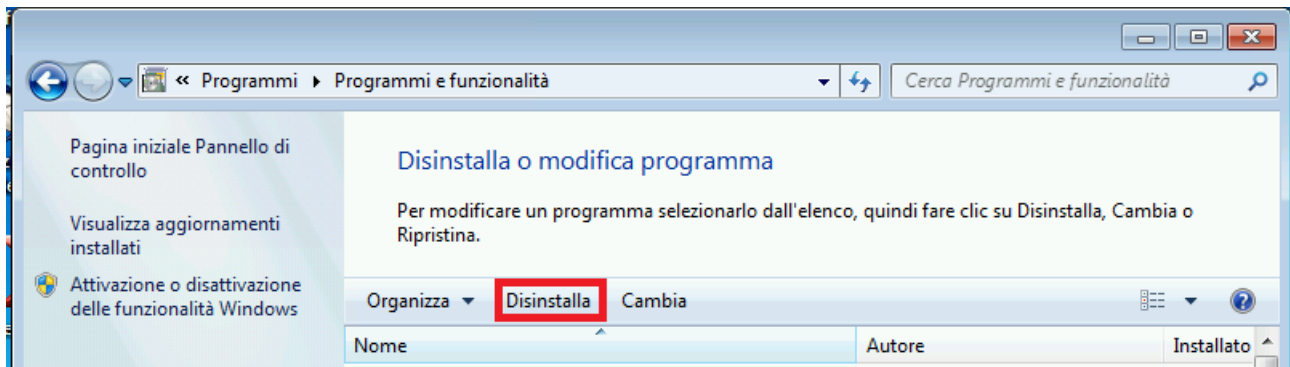 « Programmi ▸ Programmi e funzionalità
Cerca Programmi e funzionalità
Pagina iniziale Pannello di
controllo
Visualizza aggiornamenti
installati
Attivazione o disattivazione
delle funzionalità Windows
Disinstalla o modifica programma
Per modificare un programma selezionarlo dall'elenco, quindi fare clic su Disinstalla, Cambia o
Ripristina.
Organizza Disinstalla Cambia
Nome Autore Installato